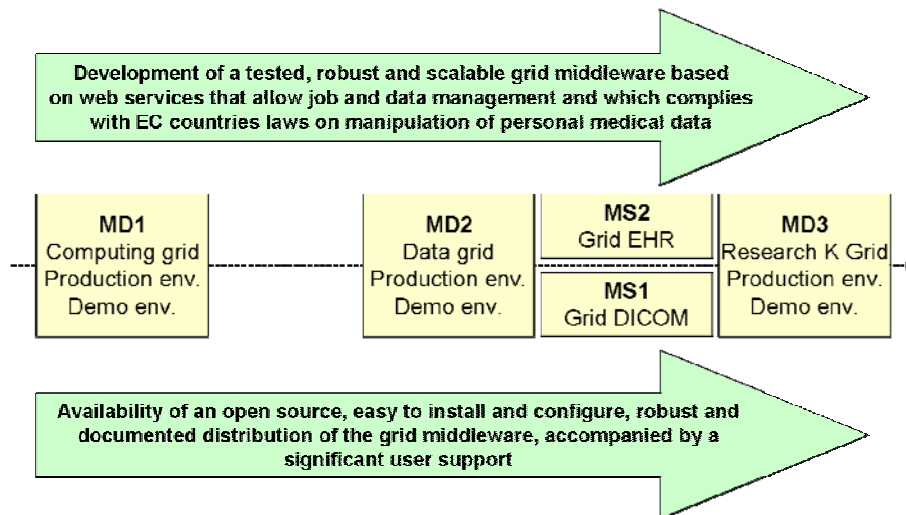 Development of a tested, robust and scalable grid middleware based
on web services that allow job and data management and which complies
with EC countries laws on manipulation of personal medical data
MD1
Computing grid
Production env.
Demo env.
MD2
Data grid
Production env.
Demo env.
MS2
Grid EHR
MS1
Grid DICOM
MD3
Research K Grid
Production env.
Demo env.
Availability of an open source, easy to install and configure, robust and
documented distribution of the grid middleware, accompanied by a
significant user support